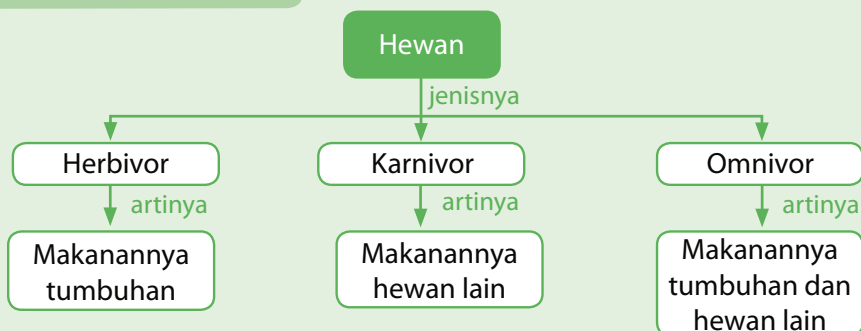 Hewan
jenisnya
Herbivor
Karnivor
Omnivor
artinya
artinya
artinya
Makanannya
tumbuhan
Makanannya
hewan lain
Makanannya
tumbuhan dan
hewan lain